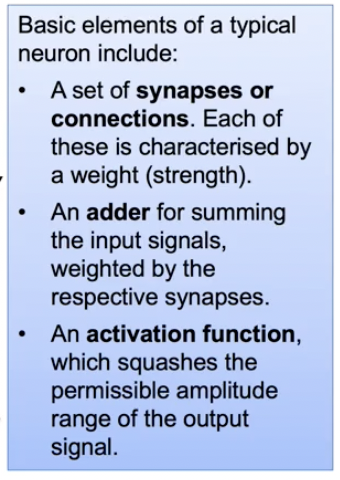 Basic elements of a typical
neuron include:
• A set of synapses or
connections. Each of
these is characterised by
a weight (strength).
• An adder for summing
the input signals,
weighted by the
respective synapses.
• An activation function,
which squashes the
permissible amplitude
range of the output
signal.